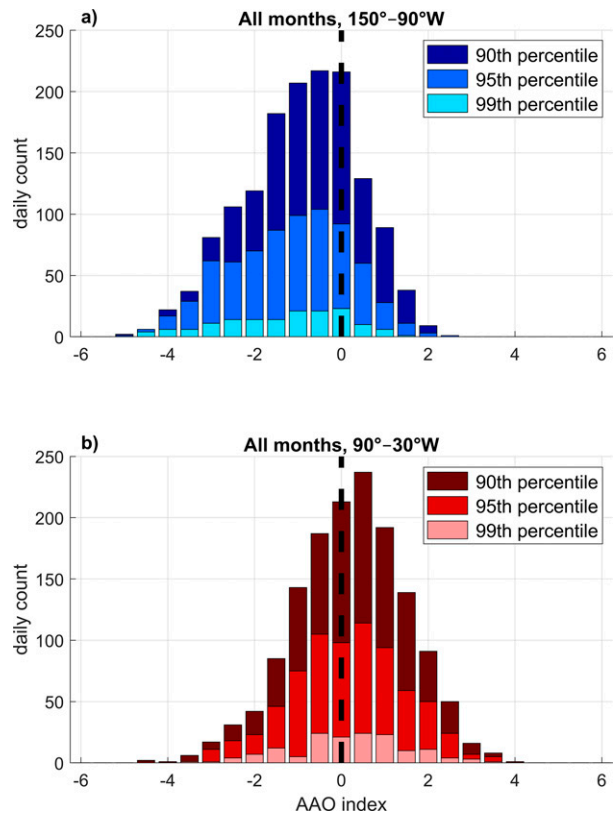 a)
All months, 150°–90°W
250
200
150
100
50
0
daily count
90th percentile
95th percentile
99th percentile
-6 -4 -2 0 2 4 6
b)
All months, 90°–30°W
250
200
150
100
50
0
daily count
90th percentile
95th percentile
99th percentile
-6 -4 -2 0 2 4 6
AAO index